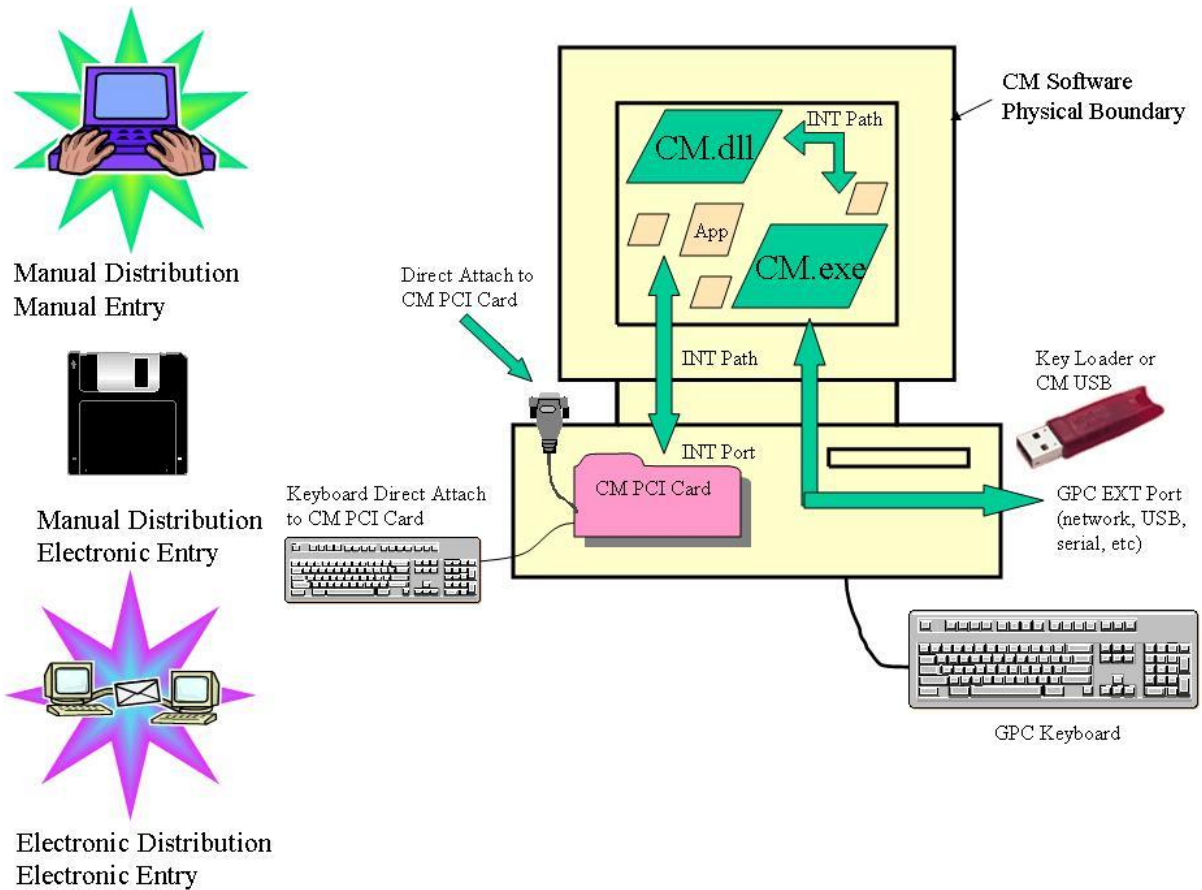 Manual Distribution
Manual Entry
Manual Distribution
Electronic Entry
Electronic Distribution
Electronic Entry
CM Software
Physical Boundary
INT Path
CM.dll
App
CM.exe
Direct Attach to
CM PCI Card
INT Path
Key Loader or
CM USB
INT Port
CM PCI Card
Keyboard Direct Attach
to CM PCI Card
GPC EXT Port
(network, USB,
serial, etc)
GPC Keyboard